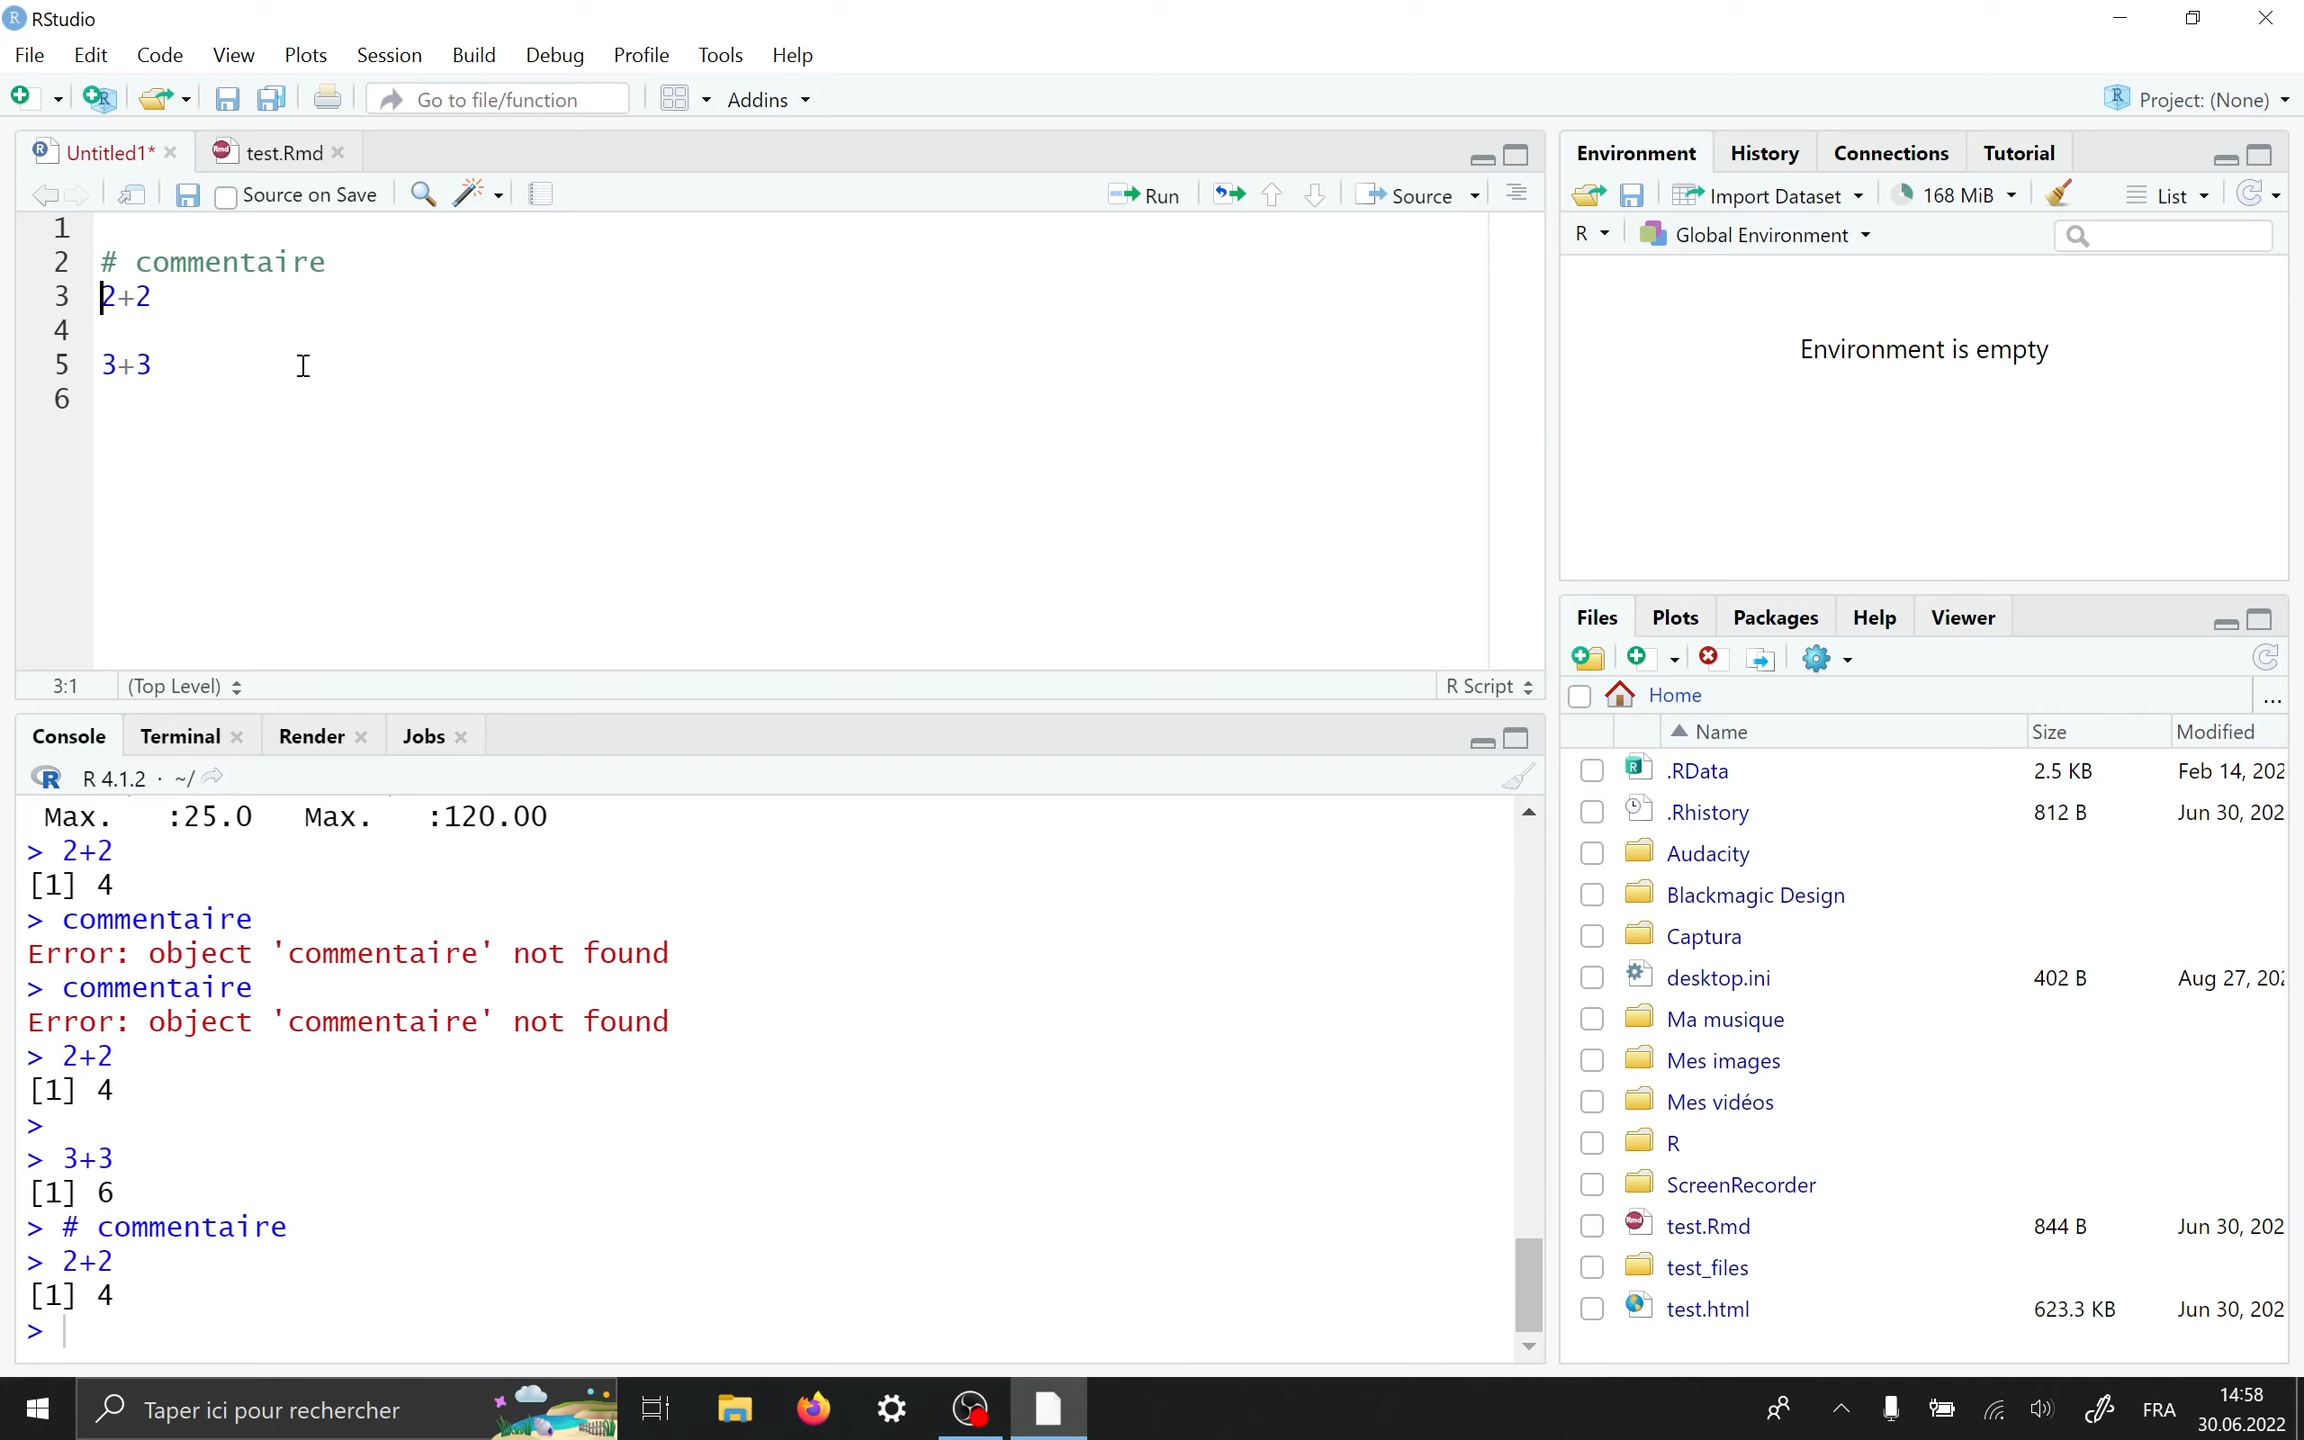 RStudio
File Edit Code View Plots Session Build Debug Profile Tools Help
Go to file/function Addins Project: (None)
Untitled1* test.Rmd
Source on Save Run Source
1
2 # commentaire
3 2+2
4
5 3+3
6
3:1 (Top Level) R Script
Console Terminal Render Jobs
R 4.1.2 · ~/
Max. :25.0 Max. :120.00
> 2+2
[1] 4
> commentaire
Error: object 'commentaire' not found
> commentaire
Error: object 'commentaire' not found
> 2+2
[1] 4
>
> 3+3
[1] 6
> # commentaire
> 2+2
[1] 4
>
Environment History Connections Tutorial
Import Dataset 168 MiB List
R Global Environment
Environment is empty
Files Plots Packages Help Viewer
Home ...
Name Size Modified
.RData 2.5 KB Feb 14, 202
.Rhistory 812 B Jun 30, 202
Audacity
Blackmagic Design
Captura
desktop.ini 402 B Aug 27, 202
Ma musique
Mes images
Mes vidéos
R
ScreenRecorder
test.Rmd 844 B Jun 30, 202
test_files
test.html 623.3 KB Jun 30, 202
Taper ici pour rechercher FRA 14:58
30.06.2022